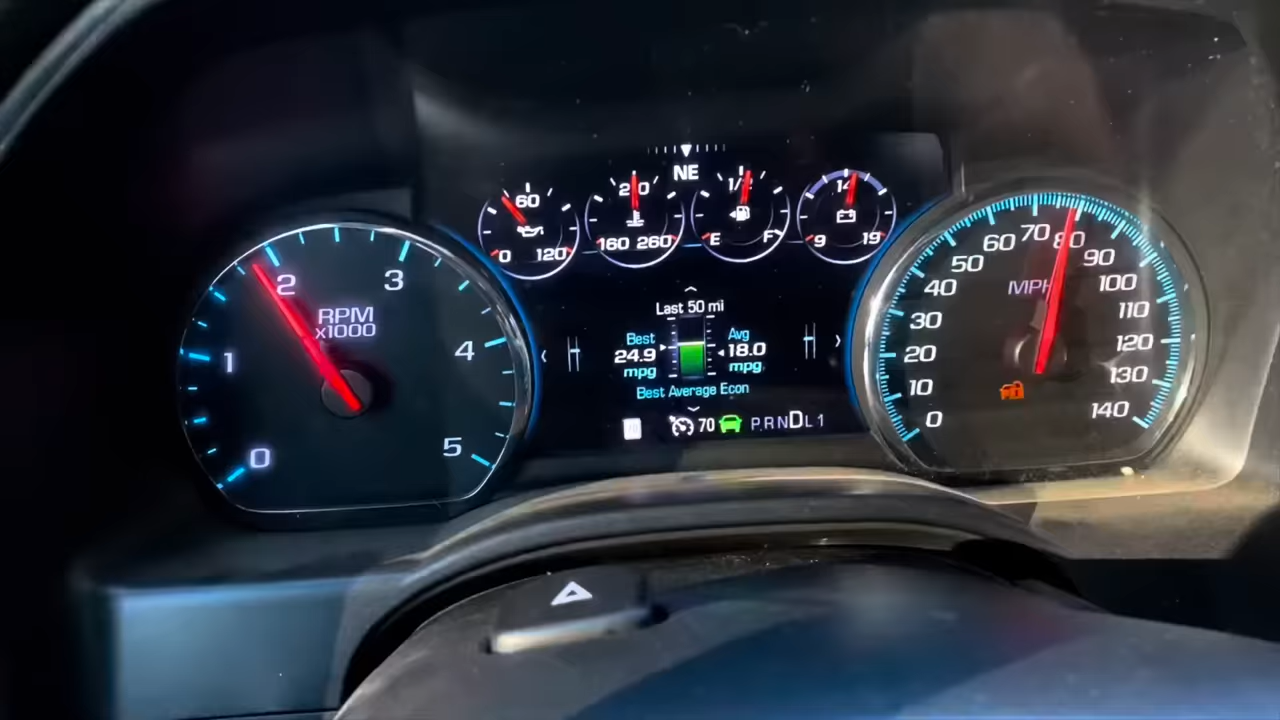 NE
60
0 120
210
160 260
1/2
E F
14
9 19
RPM
x1000
0
1
2
3
4
5
Last 50 mi
Best
24.9
mpg
Avg
18.0
mpg
Best Average Econ
70
PRNDL1
MPH
0
10
20
30
40
50
60
70
80
90
100
110
120
130
140